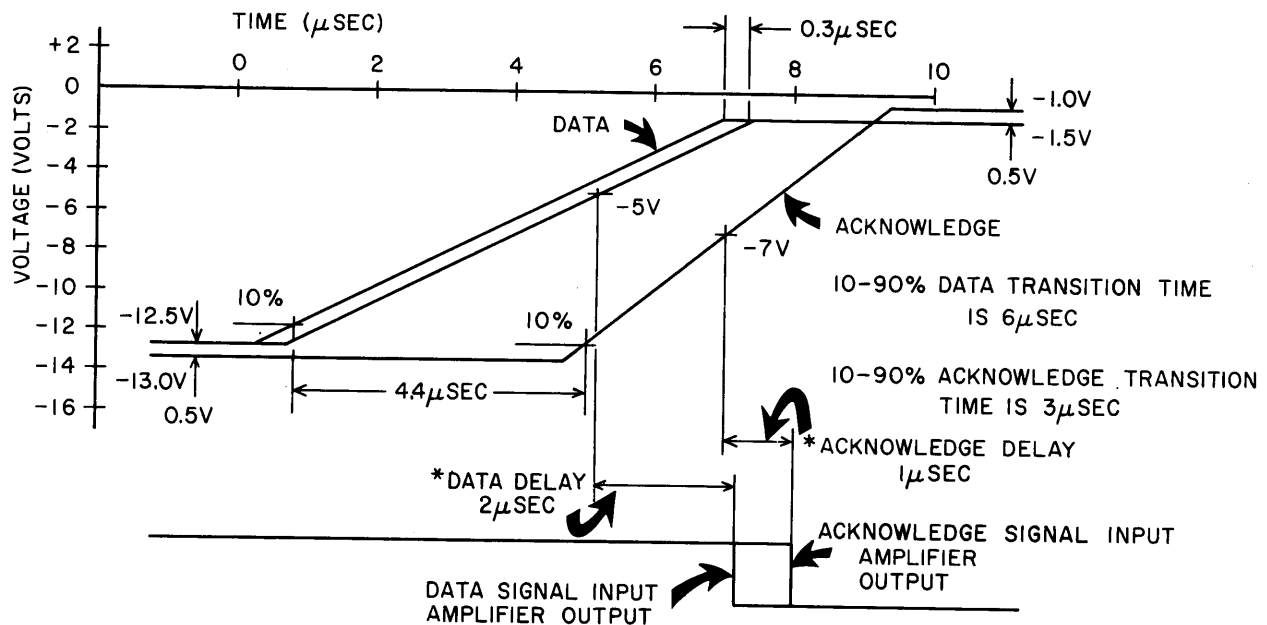 TIME (μSEC)
0.3μSEC
+2
0
2
4
6
8
10
0
-1.0V
-2
DATA
-1.5V
-4
0.5V
-6
-5V
ACKNOWLEDGE
-8
-7V
VOLTAGE (VOLTS)
-10
10%
10-90% DATA TRANSITION TIME
IS 6μSEC
-12.5V
-12
10%
-14
-13.0V
4.4μSEC
10-90% ACKNOWLEDGE TRANSITION
TIME IS 3μSEC
0.5V
-16
*ACKNOWLEDGE DELAY
1μSEC
*DATA DELAY
2μSEC
ACKNOWLEDGE SIGNAL INPUT
AMPLIFIER
OUTPUT
DATA SIGNAL INPUT
AMPLIFIER OUTPUT